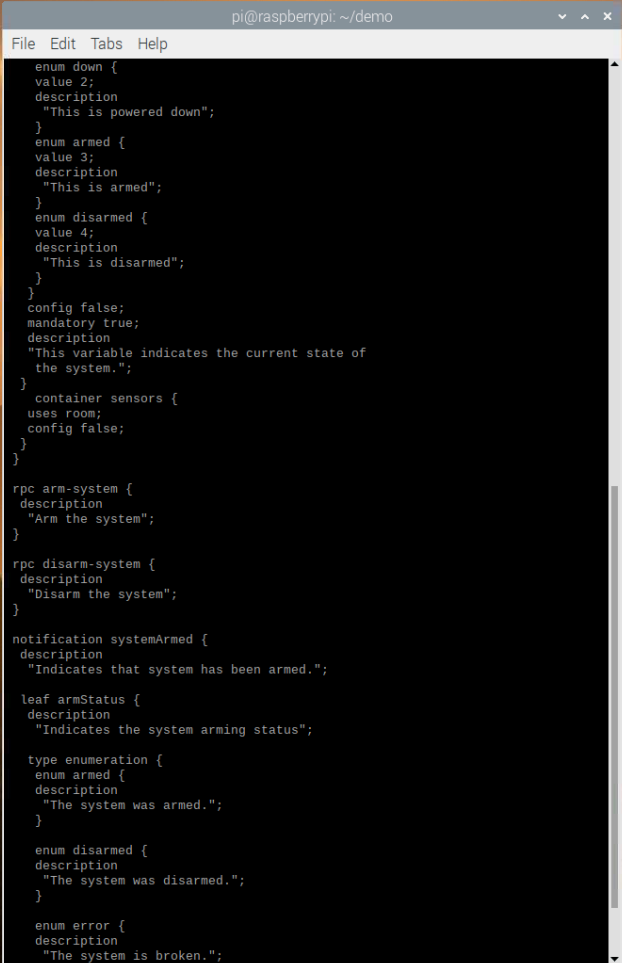 pi@raspberrypi: ~/demo
File Edit Tabs Help
enum down {
value 2;
description
"This is powered down";
}
enum armed {
value 3;
description
"This is armed";
}
enum disarmed {
value 4;
description
"This is disarmed";
}
}
config false;
mandatory true;
description
"This variable indicates the current state of
the system.";
}
container sensors {
uses room;
config false;
}
}
rpc arm-system {
description
"Arm the system";
}
rpc disarm-system {
description
"Disarm the system";
}
notification systemArmed {
description
"Indicates that system has been armed.";
leaf armStatus {
description
"Indicates the system arming status";
type enumeration {
enum armed {
description
"The system was armed.";
}
enum disarmed {
description
"The system was disarmed.";
}
enum error {
description
"The system is broken.";